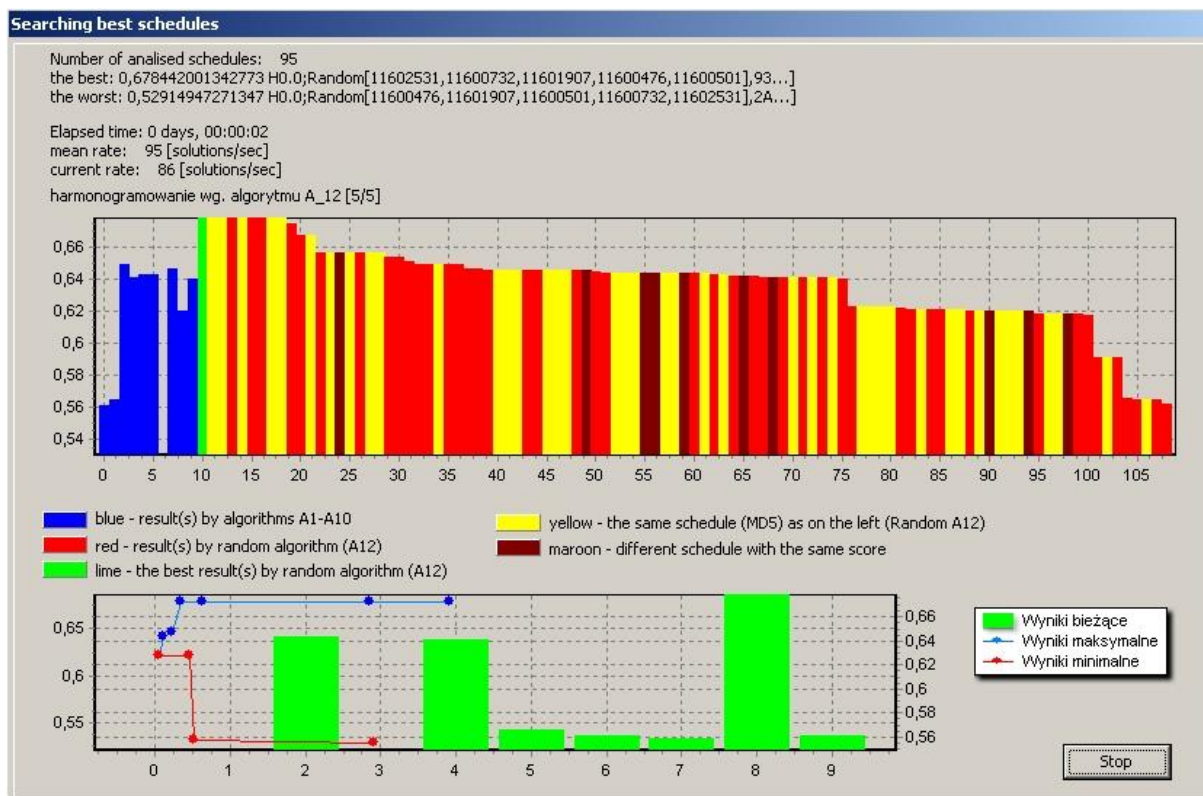 Searching best schedules
Number of analised schedules: 95
the best: 0,678442001342773 H0.0;Random[11602531,11600732,11601907,11600476,11600501],93...]
the worst: 0,52914947271347 H0.0;Random[11600476,11601907,11600501,11600732,11602531],2A...]
Elapsed time: 0 days, 00:00:02
mean rate: 95 [solutions/sec]
current rate: 86 [solutions/sec]
harmonogramowanie wg. algorytmu A_12 [5/5]
0,66
0,64
0,62
0,6
0,58
0,56
0,54
0 5 10 15 20 25 30 35 40 45 50 55 60 65 70 75 80 85 90 95 100 105
blue - result(s) by algorithms A1-A10
yellow - the same schedule (MD5) as on the left (Random A12)
red - result(s) by random algorithm (A12)
maroon - different schedule with the same score
lime - the best result(s) by random algorithm (A12)
0,65
0,6
0,55
0,66
0,64
0,62
0,6
0,58
0,56
0 1 2 3 4 5 6 7 8 9
Wyniki bieżące
Wyniki maksymalne
Wyniki minimalne
Stop